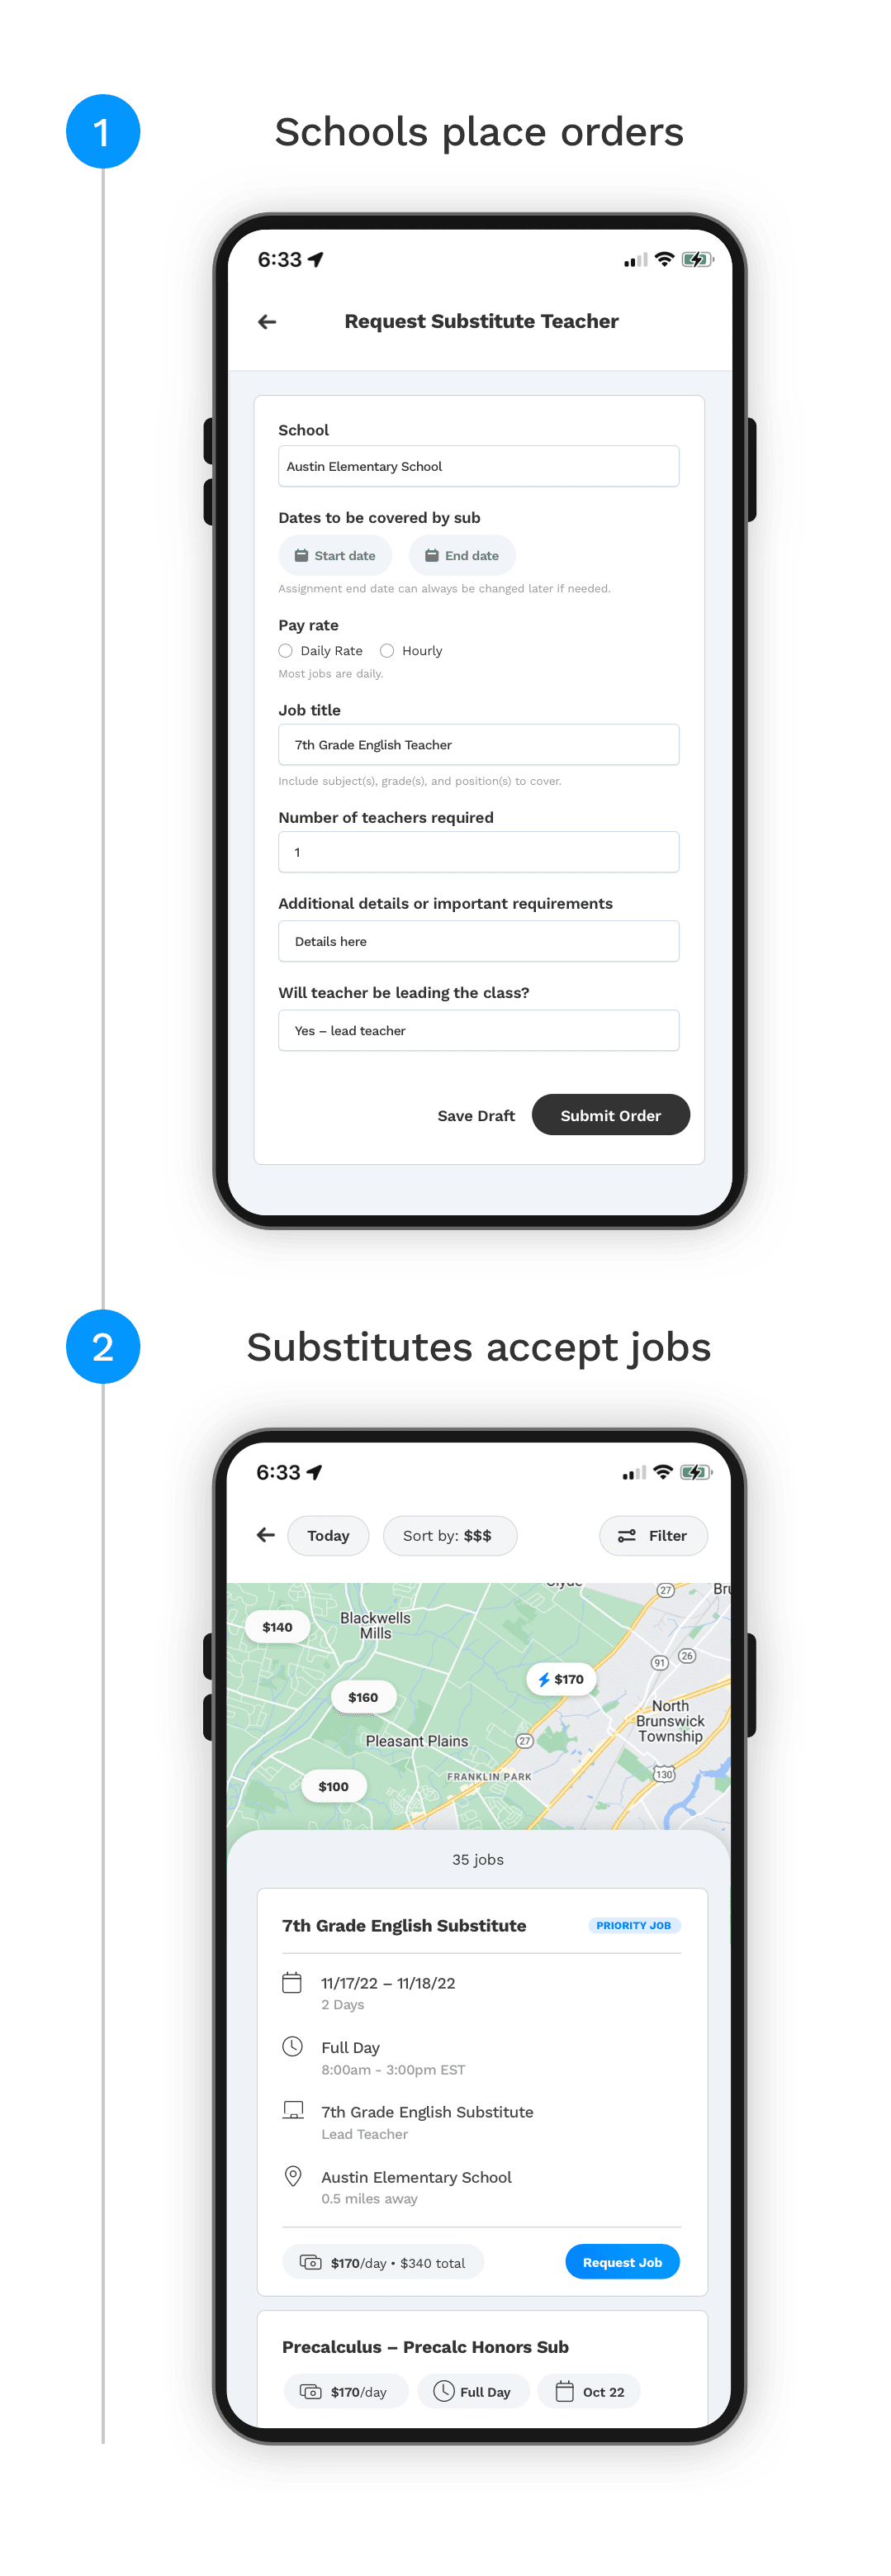 1
Schools place orders
6:33
Request Substitute Teacher
School
Austin Elementary School
Dates to be covered by sub
Start date
End date
Assignment end date can always be changed later if needed.
Pay rate
Daily Rate
Hourly
Most jobs are daily.
Job title
7th Grade English Teacher
Include subject(s), grade(s), and position(s) to cover.
Number of teachers required
1
Additional details or important requirements
Details here
Will teacher be leading the class?
Yes – lead teacher
Save Draft
Submit Order
2
Substitutes accept jobs
6:33
Today
Sort by: $$$
Filter
27
Bru
$140
Blackwells
Mills
91
26
$170
$160
North
Brunswick
Township
Pleasant Plains
27
FRANKLIN PARK
130
$100
35 jobs
7th Grade English Substitute
PRIORITY JOB
11/17/22 – 11/18/22
2 Days
Full Day
8:00am - 3:00pm EST
7th Grade English Substitute
Lead Teacher
Austin Elementary School
0.5 miles away
$170/day • $340 total
Request Job
Precalculus – Precalc Honors Sub
$170/day
Full Day
Oct 22